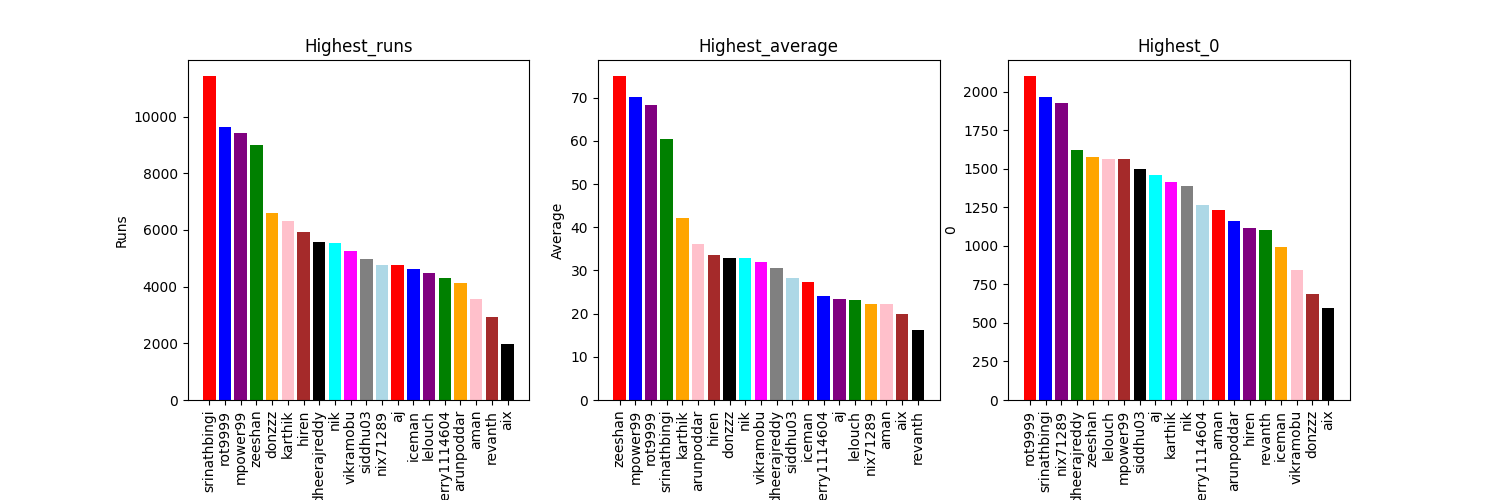 Highest_runs
Runs
10000
8000
6000
4000
2000
0
srinathbingi
rot9999
mpower99
zeeshan
donzzz
karthik
hiren
dheerajreddy
nik
vikramobu
siddhu03
nix71289
aj
iceman
lelouch
erry1114604
arunpoddar
aman
revanth
aix
Highest_average
Average
70
60
50
40
30
20
10
0
zeeshan
mpower99
rot9999
srinathbingi
karthik
arunpoddar
hiren
donzzz
nik
vikramobu
dheerajreddy
siddhu03
iceman
erry1114604
aj
lelouch
nix71289
aman
aix
revanth
Highest_0
0
2000
1750
1500
1250
1000
750
500
250
0
rot9999
srinathbingi
nix71289
dheerajreddy
zeeshan
lelouch
mpower99
siddhu03
aj
karthik
nik
erry1114604
aman
arunpoddar
hiren
revanth
iceman
vikramobu
donzzz
aix